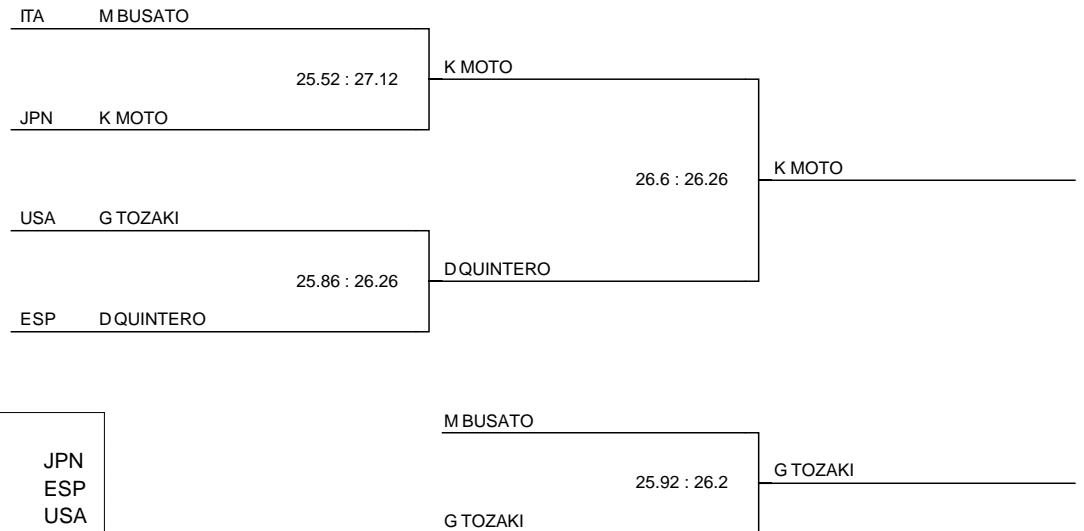 ITA M BUSATO
25.52 : 27.12
K MOTO
JPN K MOTO
26.6 : 26.26
K MOTO
USA G TOZAKI
25.86 : 26.26
D QUINTERO
ESP D QUINTERO
M BUSATO
25.92 : 26.2
G TOZAKI
G TOZAKI
JPN
ESP
USA